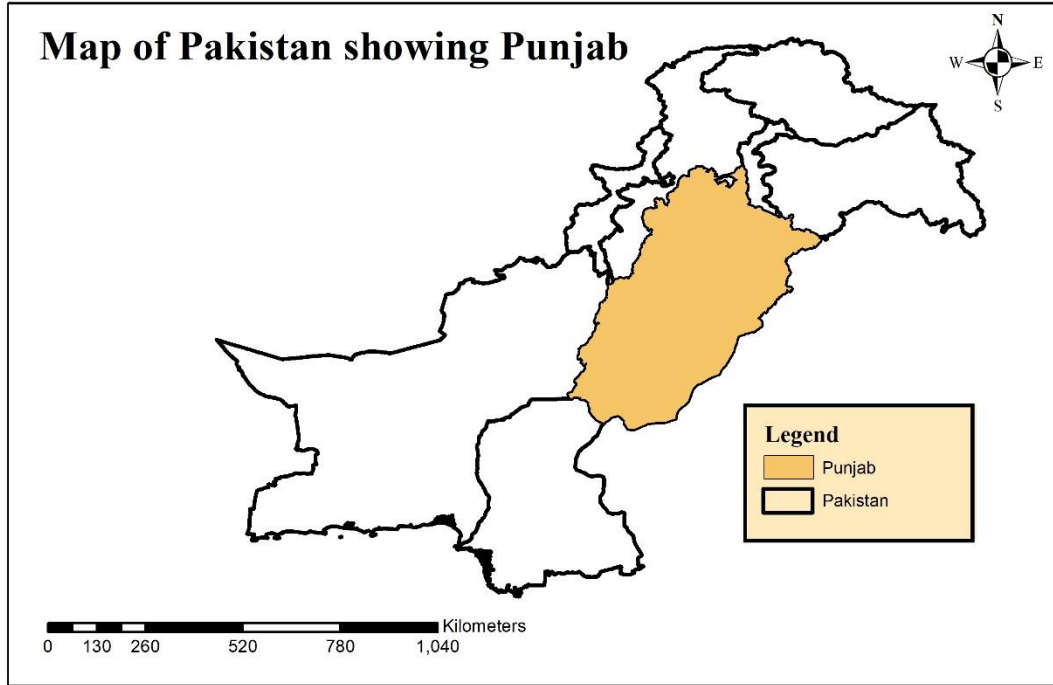 Map of Pakistan showing Punjab
N
W E
S
Legend
Punjab
Pakistan
Kilometers
0 130 260 520 780 1,040